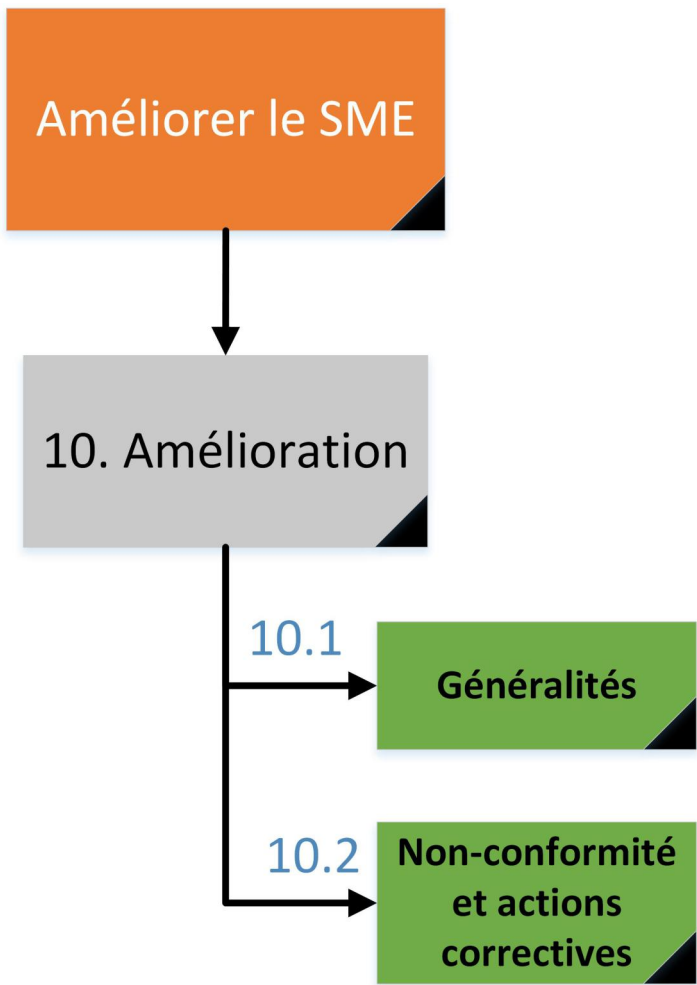 Améliorer le SME
10. Amélioration
10.1
Généralités
10.2
Non-conformité
et actions
correctives